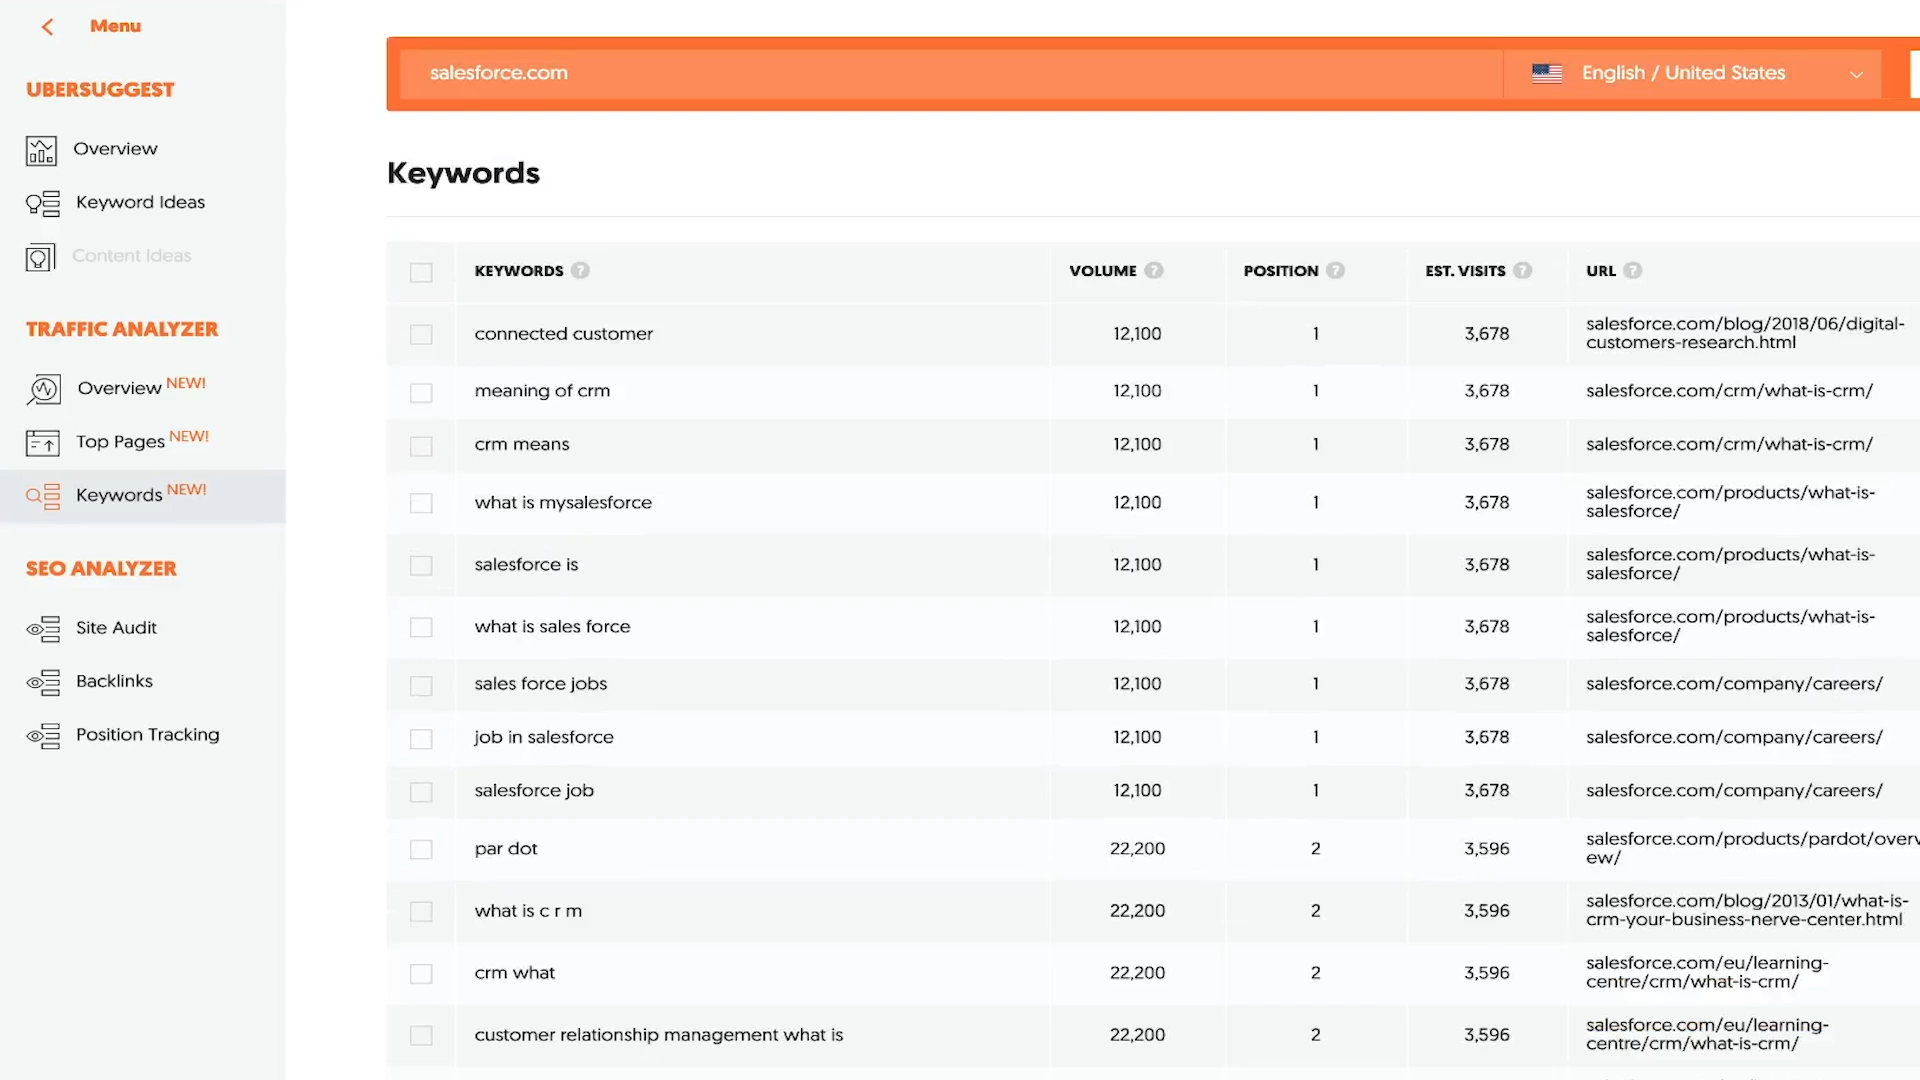 Menu
UBERSUGGEST
Overview
Keyword Ideas
Content Ideas
TRAFFIC ANALYZER
Overview NEW!
Top Pages NEW!
Keywords NEW!
SEO ANALYZER
Site Audit
Backlinks
Position Tracking
salesforce.com
English / United States
Keywords
KEYWORDS ? VOLUME ? POSITION ? EST. VISITS ? URL ?
connected customer 12,100 1 3,678 salesforce.com/blog/2018/06/digital-
customers-research.html
meaning of crm 12,100 1 3,678 salesforce.com/crm/what-is-crm/
crm means 12,100 1 3,678 salesforce.com/crm/what-is-crm/
what is mysalesforce 12,100 1 3,678 salesforce.com/products/what-is-
salesforce/
salesforce is 12,100 1 3,678 salesforce.com/products/what-is-
salesforce/
what is sales force 12,100 1 3,678 salesforce.com/products/what-is-
salesforce/
sales force jobs 12,100 1 3,678 salesforce.com/company/careers/
job in salesforce 12,100 1 3,678 salesforce.com/company/careers/
salesforce job 12,100 1 3,678 salesforce.com/company/careers/
par dot 22,200 2 3,596 salesforce.com/products/pardot/overv
ew/
what is c r m 22,200 2 3,596 salesforce.com/blog/2013/01/what-is-
crm-your-business-nerve-center.html
crm what 22,200 2 3,596 salesforce.com/eu/learning-
centre/crm/what-is-crm/
customer relationship management what is 22,200 2 3,596 salesforce.com/eu/learning-
centre/crm/what-is-crm/